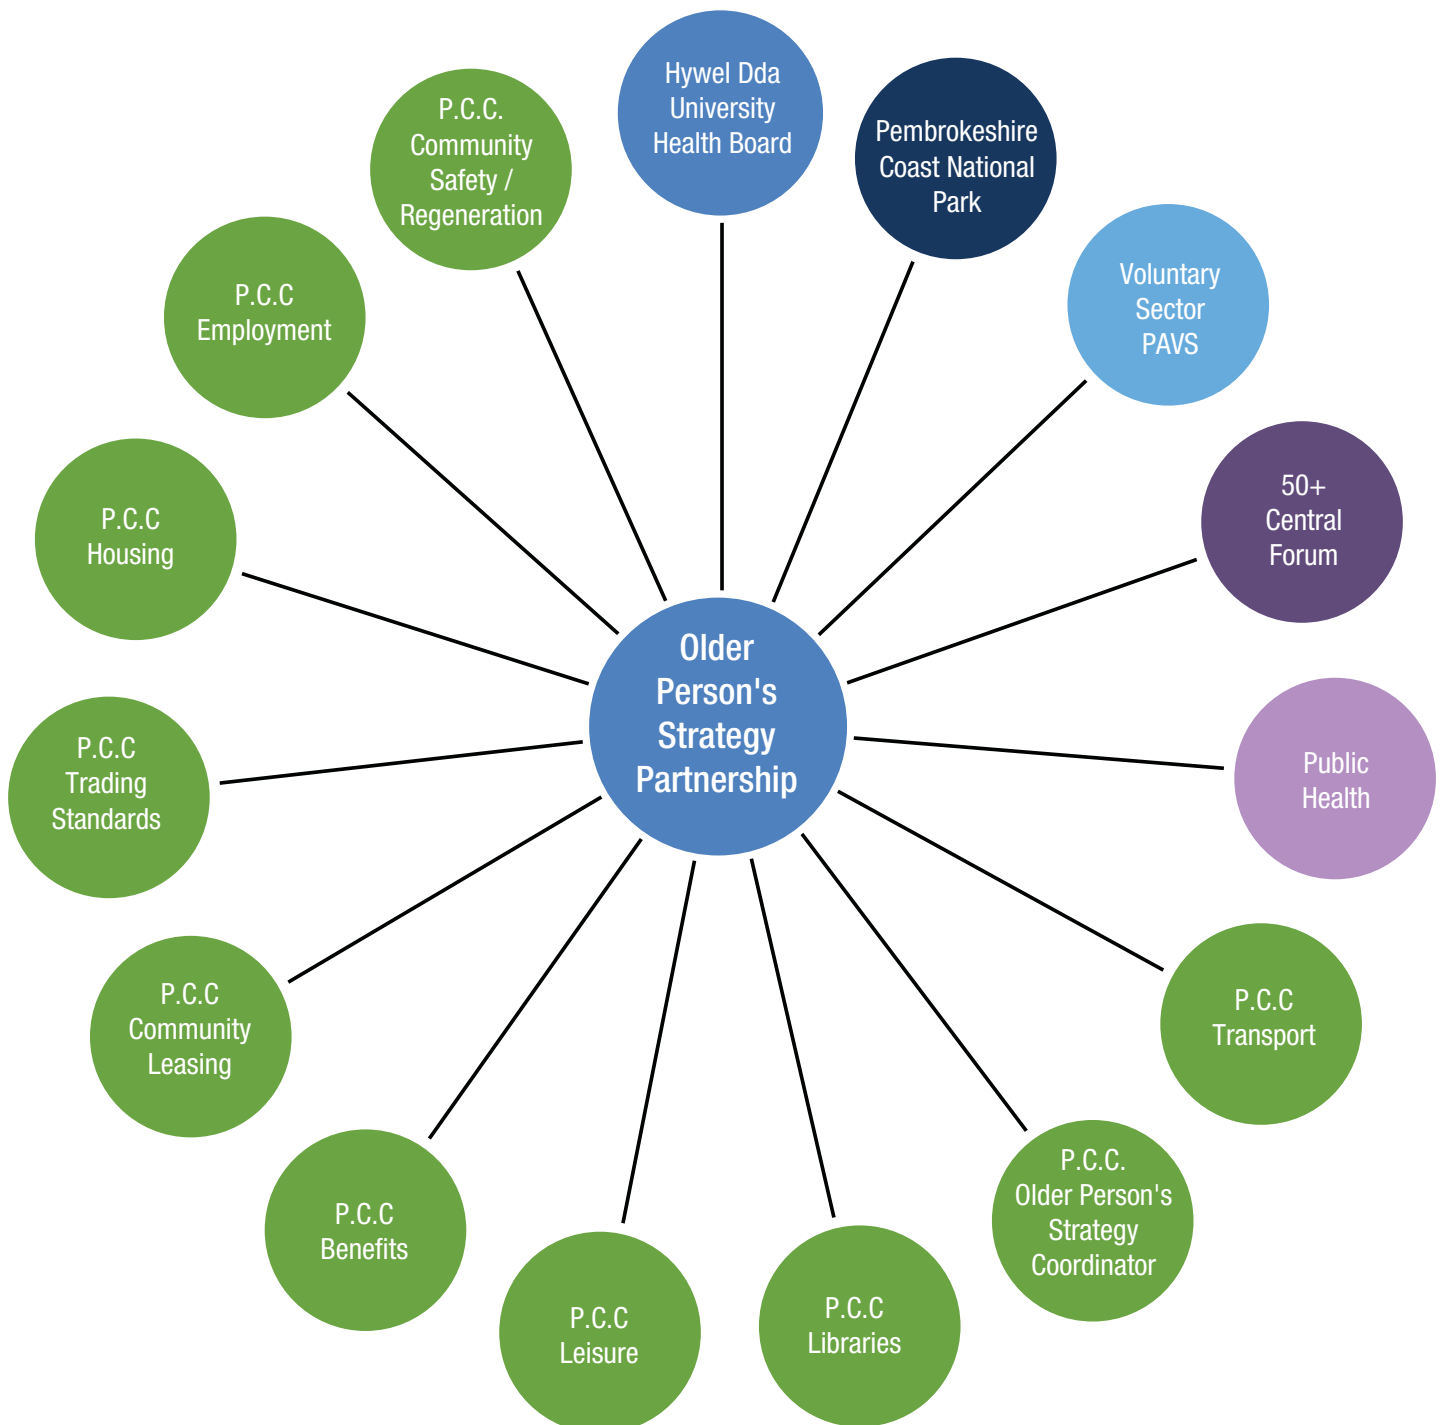 Hywel Dda
University
Health Board
Pembrokeshire
Coast National
Park
Voluntary
Sector
PAVS
50+
Central
Forum
Public
Health
P.C.C
Transport
P.C.C.
Older Person's
Strategy
Coordinator
P.C.C
Libraries
P.C.C
Leisure
P.C.C
Benefits
P.C.C
Community
Leasing
P.C.C
Trading
Standards
P.C.C
Housing
P.C.C
Employment
P.C.C.
Community
Safety /
Regeneration
Older
Person's
Strategy
Partnership